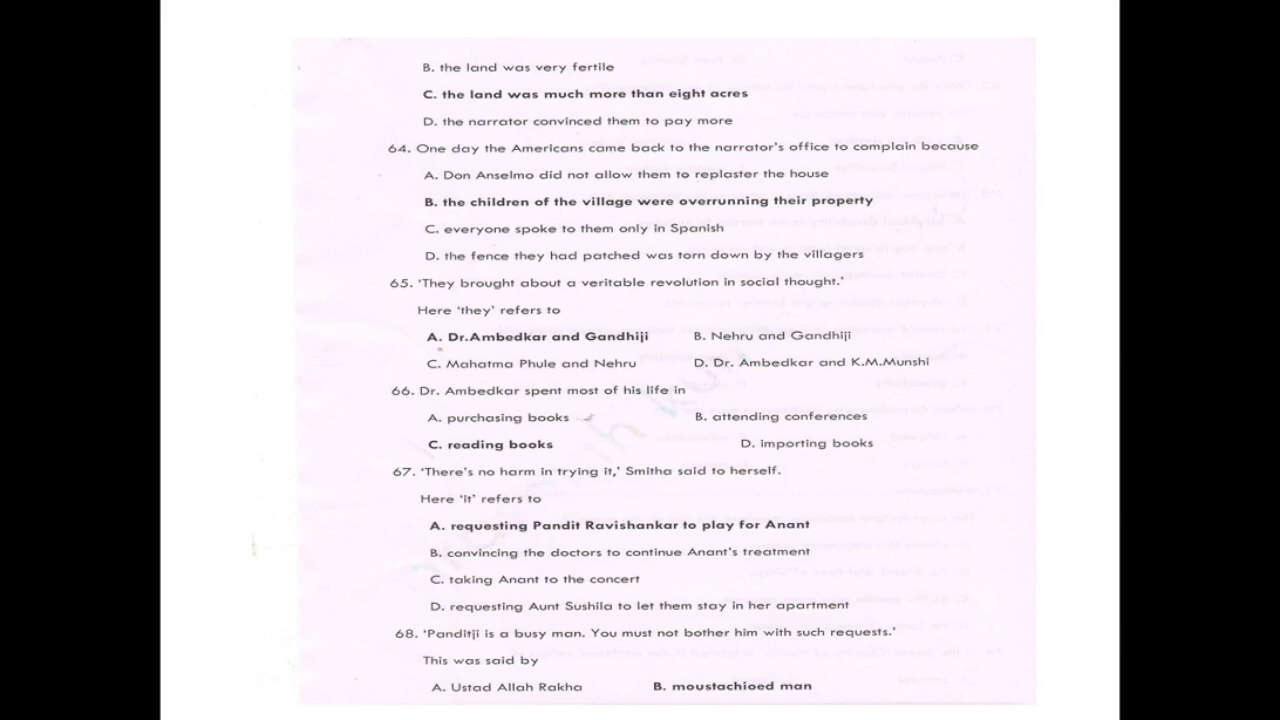 B. the land was very fertile
C. the land was much more than eight acres
D. the narrator convinced them to pay more
64. One day the Americans came back to the narrator's office to complain because
A. Don Anselmo did not allow them to replaster the house
B. the children of the village were overrunning their property
C. everyone spoke to them only in Spanish
D. the fence they had patched was torn down by the villagers
65. 'They brought about a veritable revolution in social thought.'
Here 'they' refers to
A. Dr.Ambedkar and Gandhiji B. Nehru and Gandhiji
C. Mahatma Phule and Nehru D. Dr. Ambedkar and K.M.Munshi
66. Dr. Ambedkar spent most of his life in
A. purchasing books B. attending conferences
C. reading books D. importing books
67. 'There's no harm in trying it,' Smitha said to herself.
Here 'it' refers to
A. requesting Pandit Ravishankar to play for Anant
B. convincing the doctors to continue Anant's treatment
C. taking Anant to the concert
D. requesting Aunt Sushila to let them stay in her apartment
68. 'Panditji is a busy man. You must not bother him with such requests.'
This was said by
A. Ustad Allah Rakha B. moustachioed man